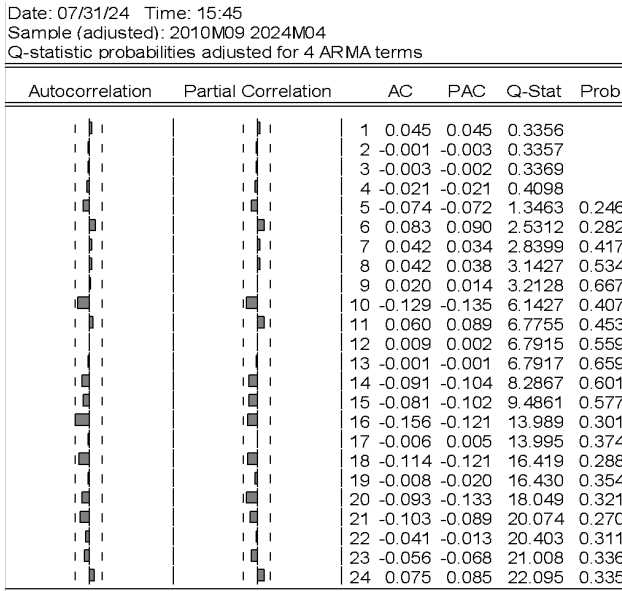 Date: 07/31/24 Time: 15:45
Sample (adjusted): 2010M09 2024M04
Q-statistic probabilities adjusted for 4 ARMA terms
Autocorrelation Partial Correlation AC PAC Q-Stat Prob
1 0.045 0.045 0.3356
2 -0.001 -0.003 0.3357
3 -0.003 -0.002 0.3369
4 -0.021 -0.021 0.4098
5 -0.074 -0.072 1.3463 0.246
6 0.083 0.090 2.5312 0.282
7 0.042 0.034 2.8399 0.417
8 0.042 0.038 3.1427 0.534
9 0.020 0.014 3.2128 0.667
10 -0.129 -0.135 6.1427 0.407
11 0.060 0.089 6.7755 0.453
12 0.009 0.002 6.7915 0.559
13 -0.001 -0.001 6.7917 0.659
14 -0.091 -0.104 8.2867 0.601
15 -0.081 -0.102 9.4861 0.577
16 -0.156 -0.121 13.989 0.301
17 -0.006 0.005 13.995 0.374
18 -0.114 -0.121 16.419 0.288
19 -0.008 -0.020 16.430 0.354
20 -0.093 -0.133 18.049 0.321
21 -0.103 -0.089 20.074 0.270
22 -0.041 -0.013 20.403 0.311
23 -0.056 -0.068 21.008 0.336
24 0.075 0.085 22.095 0.335